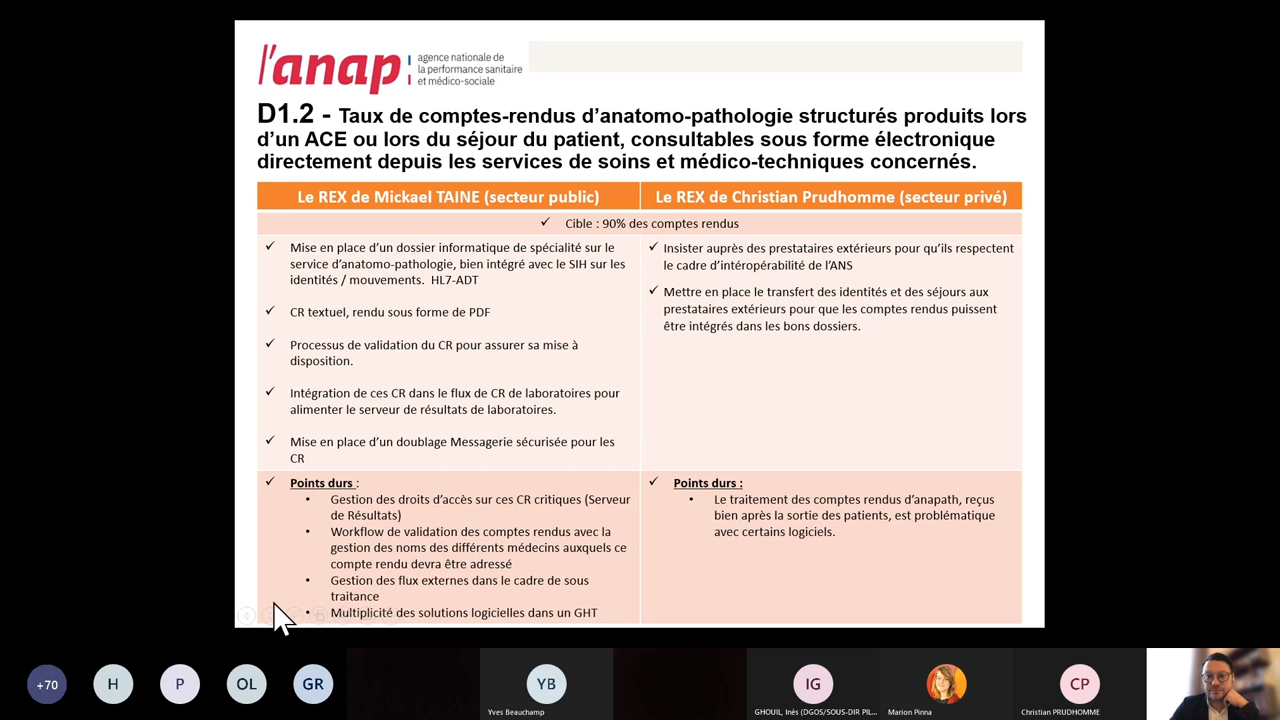 l'anap
agence nationale de
la performance sanitaire
et médico-sociale
D1.2 - Taux de comptes-rendus d'anatomo-pathologie structurés produits lors
d'un ACE ou lors du séjour du patient, consultables sous forme électronique
directement depuis les services de soins et médico-techniques concernés.
Le REX de Mickael TAINE (secteur public)
Le REX de Christian Prudhomme (secteur privé)
✓ Cible : 90% des comptes rendus
✓ Mise en place d'un dossier informatique de spécialité sur le
service d'anatomo-pathologie, bien intégré avec le SIH sur les
identités / mouvements. HL7-ADT
✓ CR textuel, rendu sous forme de PDF
✓ Processus de validation du CR pour assurer sa mise à
disposition.
✓ Intégration de ces CR dans le flux de CR de laboratoires pour
alimenter le serveur de résultats de laboratoires.
✓ Mise en place d'un doublage Messagerie sécurisée pour les
CR
✓ Insister auprès des prestataires extérieurs pour qu'ils respectent
le cadre d'intéropérabilité de l'ANS
✓ Mettre en place le transfert des identités et des séjours aux
prestataires extérieurs pour que les comptes rendus puissent
être intégrés dans les bons dossiers.
✓ Points durs :
• Gestion des droits d'accès sur ces CR critiques (Serveur
de Résultats)
• Workflow de validation des comptes rendus avec la
gestion des noms des différents médecins auxquels ce
compte rendu devra être adressé
• Gestion des flux externes dans le cadre de sous
traitance
• Multiplicité des solutions logicielles dans un GHT
✓ Points durs :
• Le traitement des comptes rendus d'anapath, reçus
bien après la sortie des patients, est problématique
avec certains logiciels.
+70
H
P
OL
GR
YB
Yves Beauchamp
IG
GHOUIL, Inès (DGOS/SOUS-DIR PIL...
Marion Pinna
CP
Christian PRUDHOMME